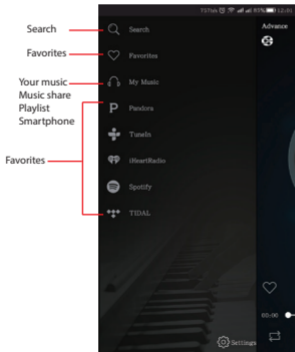 Search
Favorites
Your music
Music share
Playlist
Smartphone
Favorites
Search
Favorites
My Music
Pandora
TuneIn
iHeartRadio
Spotify
TIDAL
Settings
Advance
00:00